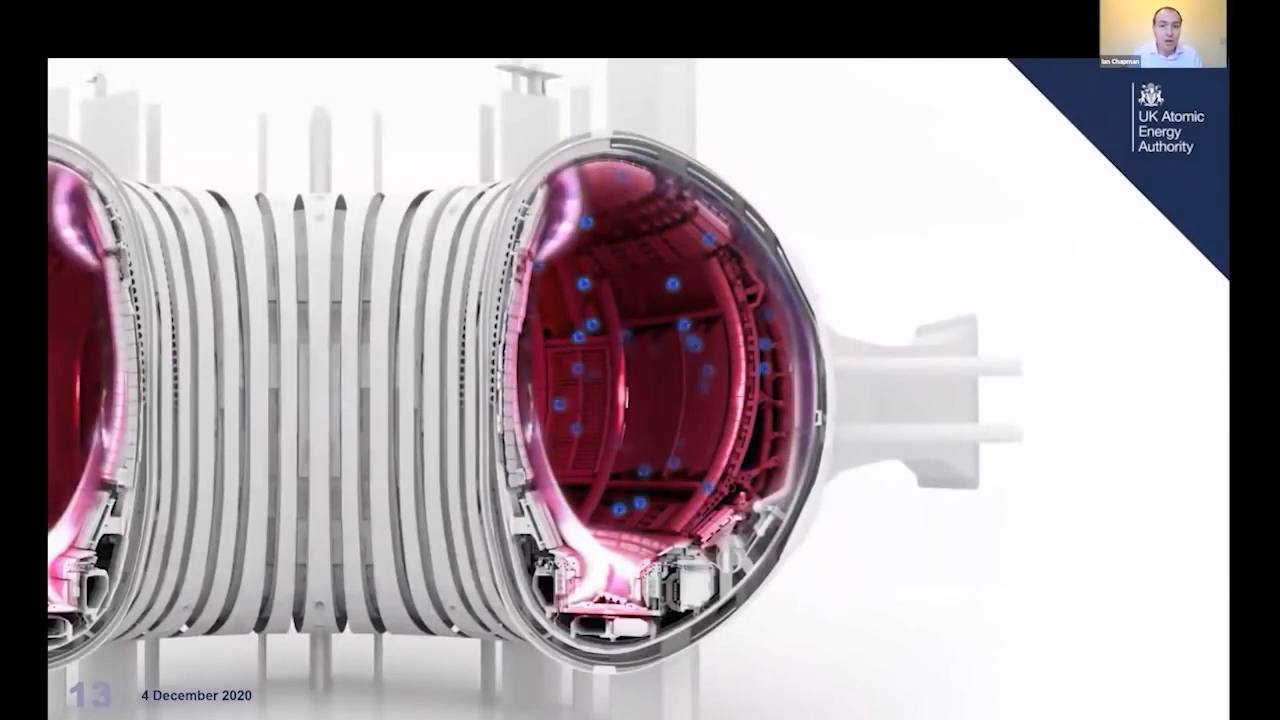 Ian Chapman
UK Atomic
Energy
Authority
13
4 December 2020